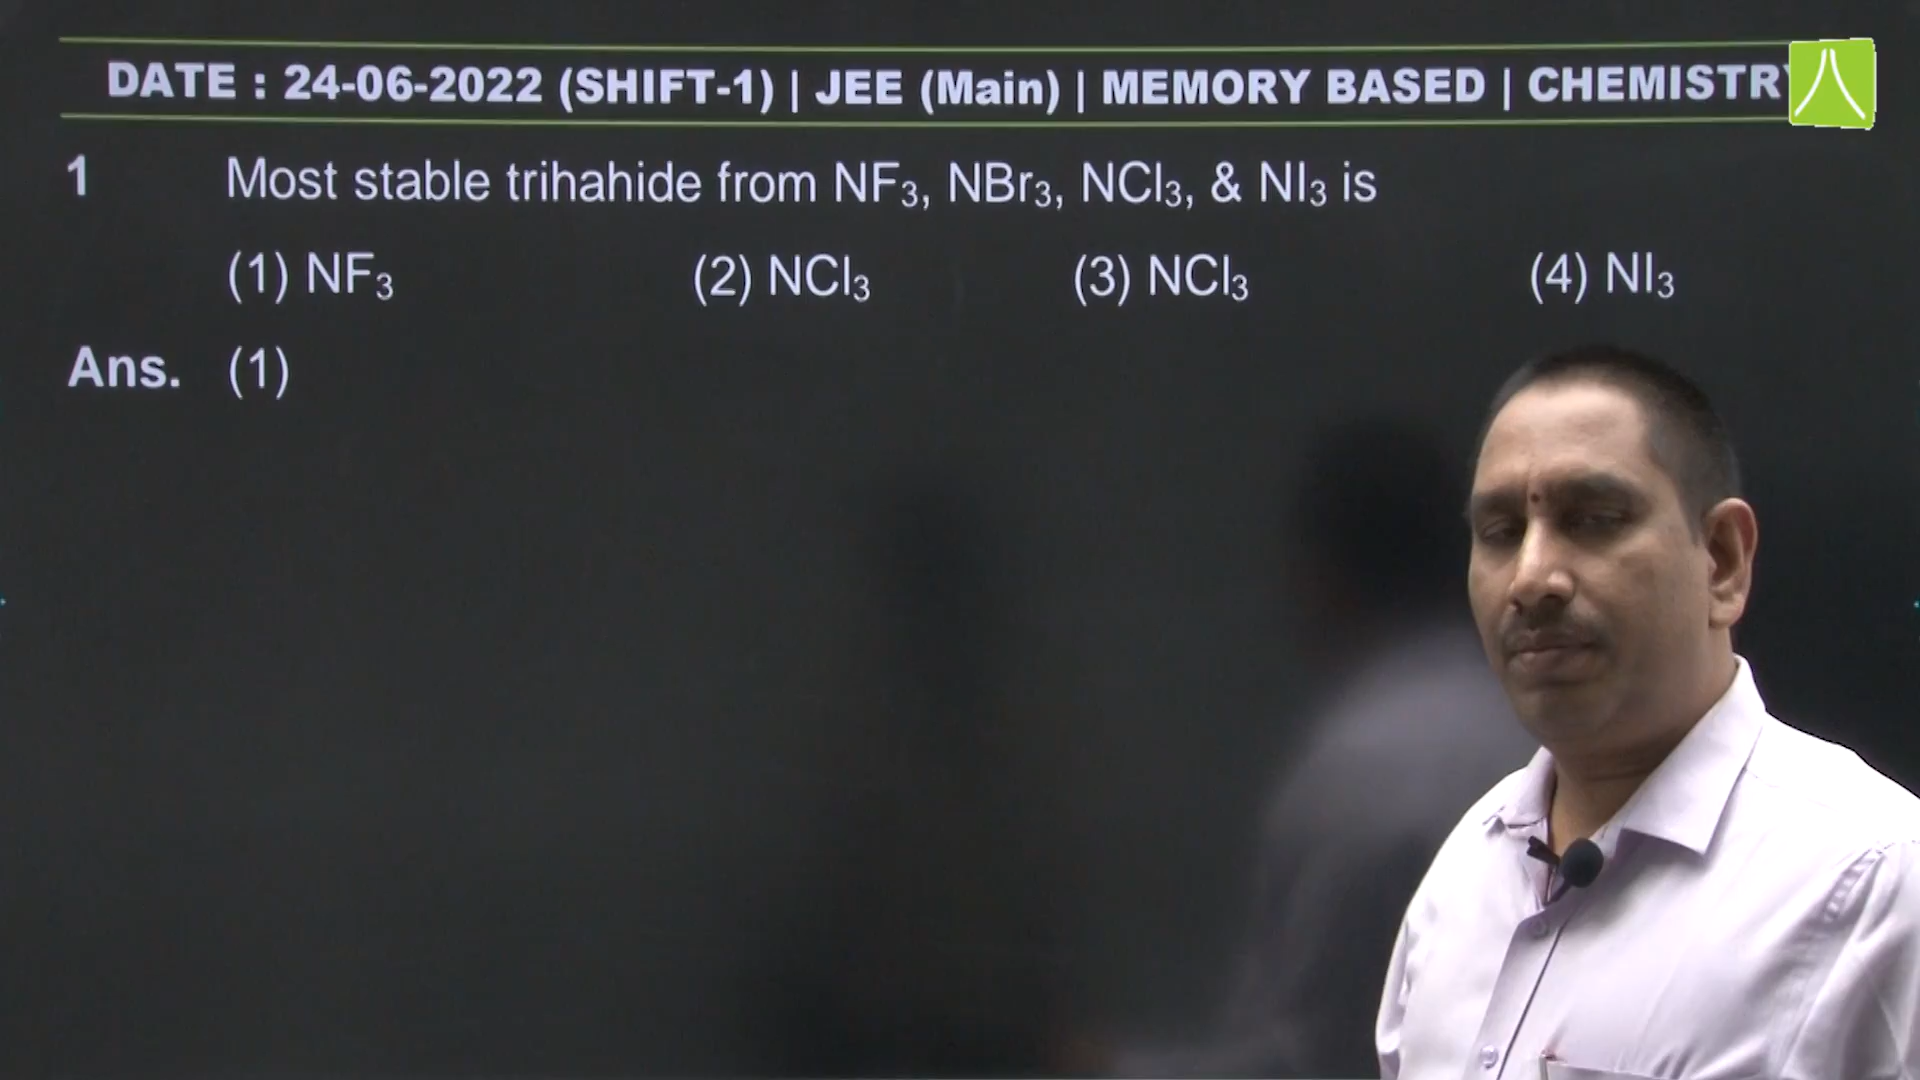 DATE : 24-06-2022 (SHIFT-1) | JEE (Main) | MEMORY BASED | CHEMISTRY
1 Most stable trihahide from NF₃, NBr₃, NCl₃, & NI₃ is
(1) NF₃ (2) NCl₃ (3) NCl₃ (4) NI₃
Ans. (1)